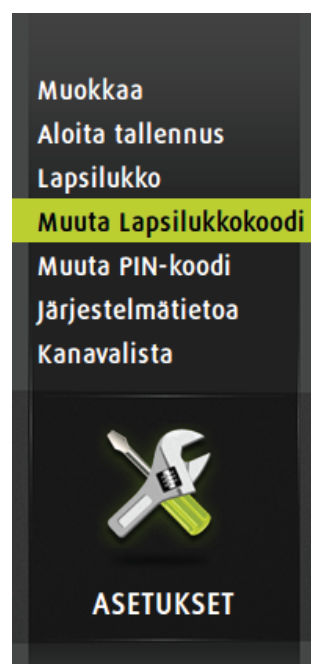 Muokkaa
Aloita tallennus
Lapsilukko
Muuta Lapsilukkokoodi
Muuta PIN-koodi
Järjestelmätietoa
Kanavalista
ASETUKSET